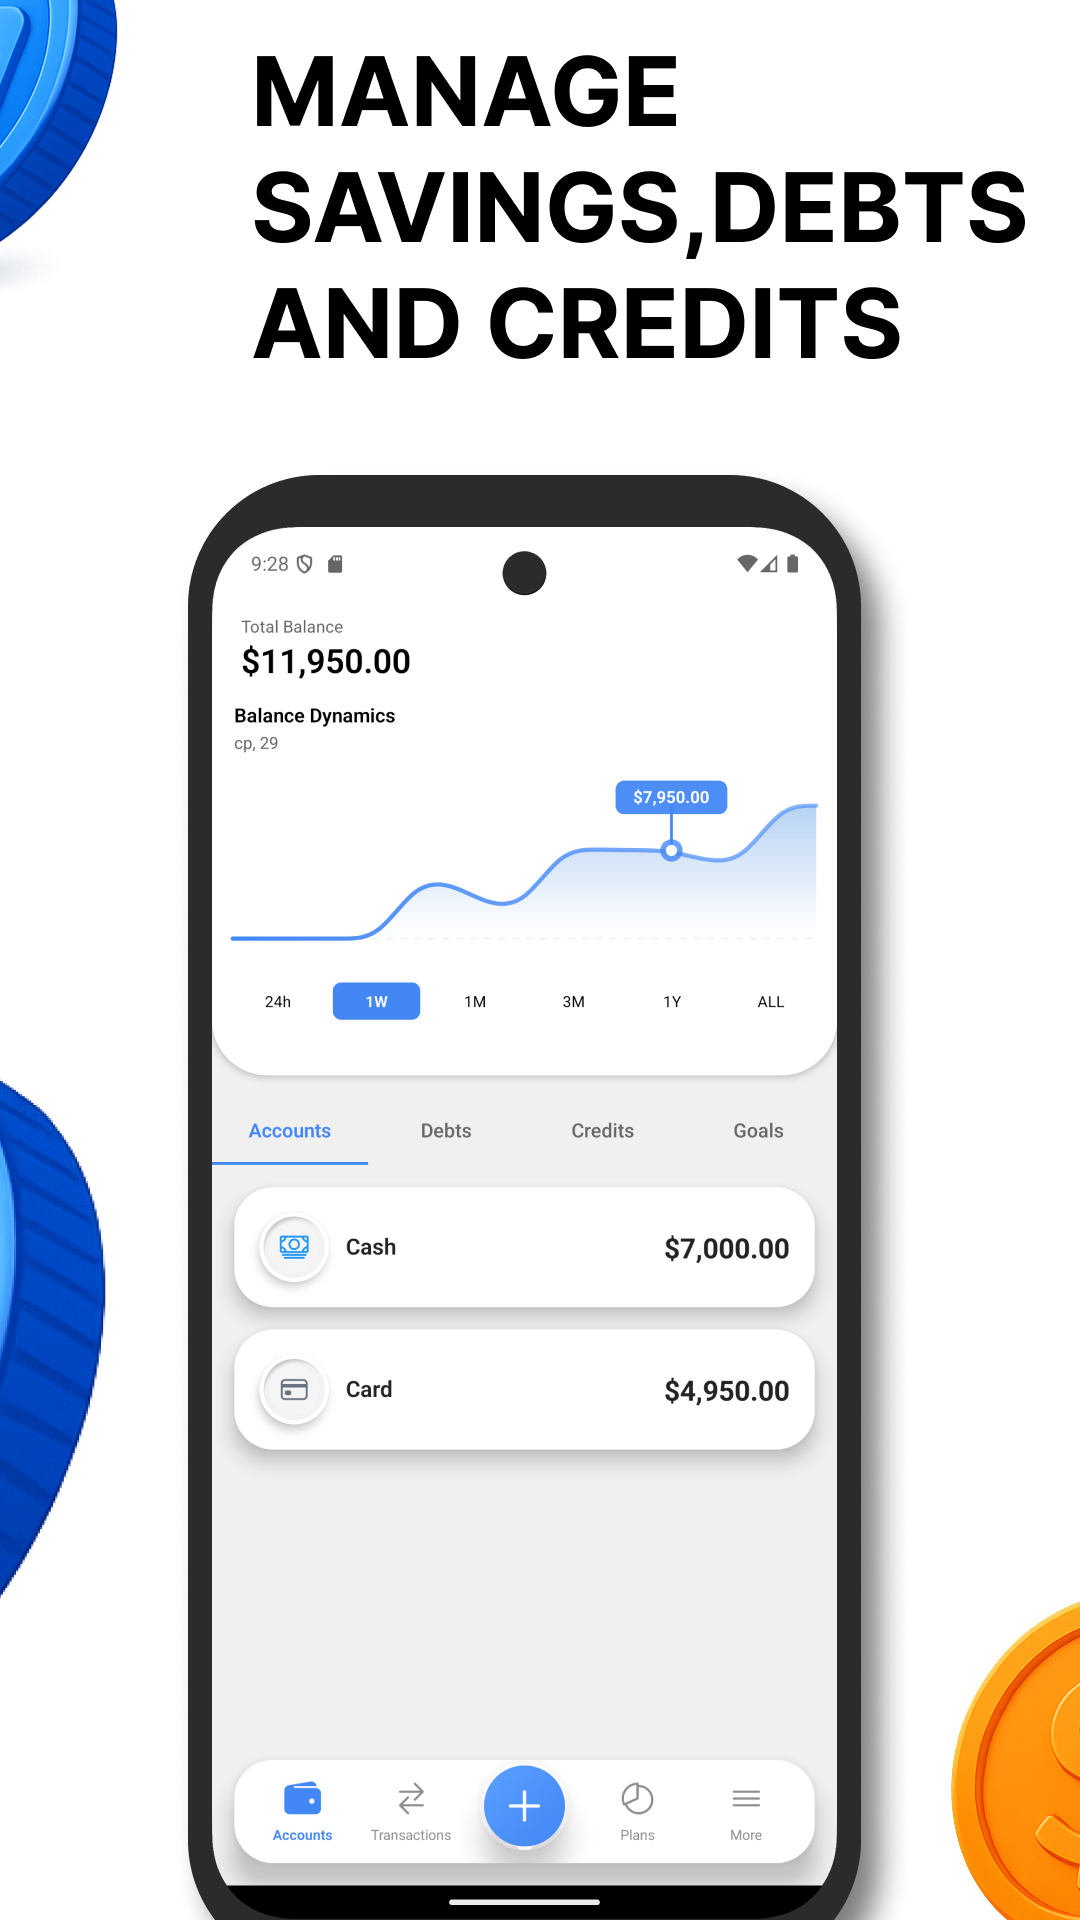 MANAGE
SAVINGS,DEBTS
AND CREDITS
9:28
Total Balance
$11,950.00
Balance Dynamics
ср, 29
$7,950.00
24h 1W 1M 3M 1Y ALL
Accounts Debts Credits Goals
Cash $7,000.00
Card $4,950.00
Accounts Transactions Plans More